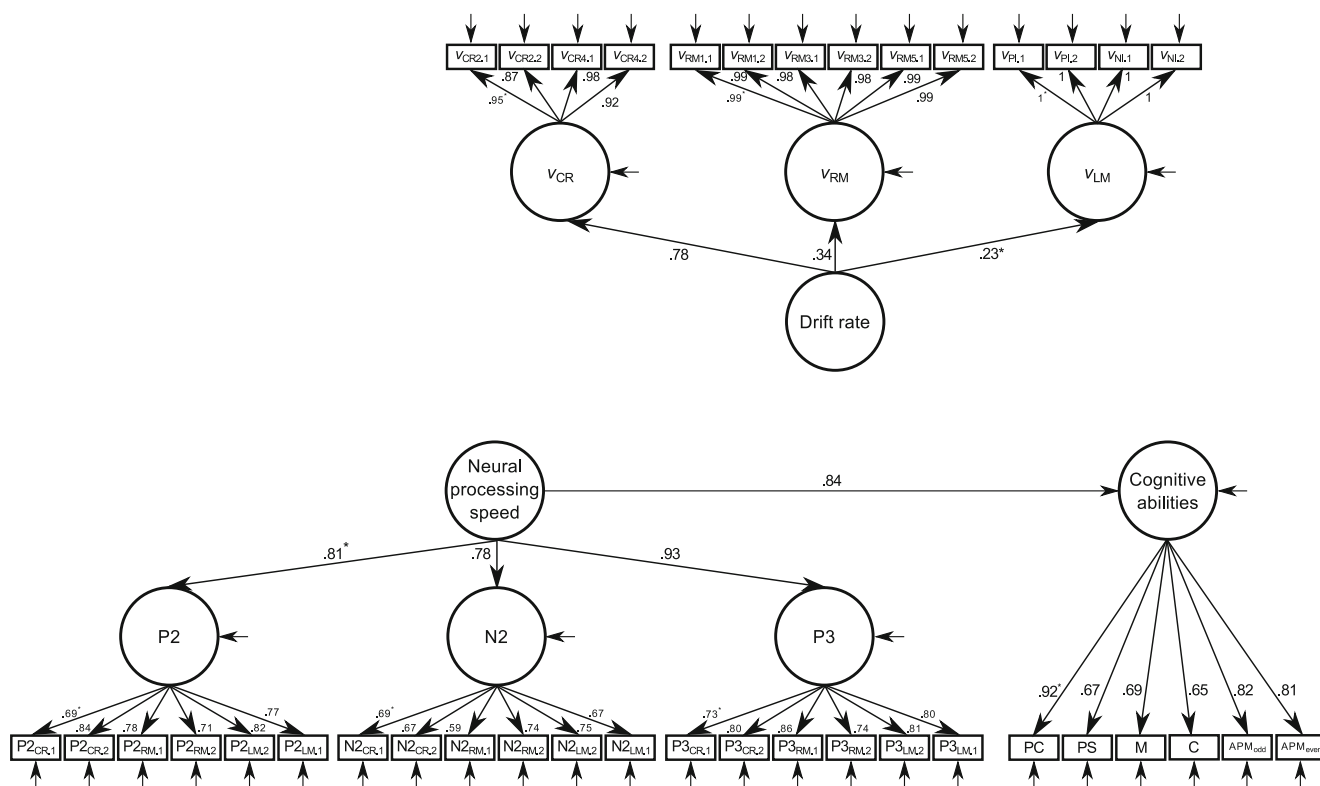 vCR2.1 vCR2.2 vCR4.1 vCR4.2 vRM1.1 vRM1.2 vRM3.1 vRM3.2 vRM5.1 vRM5.2 vPI.1 vPI.2 vNI.1 vNI.2
.95* .87 .98 .92 .99* .99 .98 .98 .99 .99 1* 1 1 1
vCR vRM vLM
.78 .34 .23*
Drift rate
Neural
processing
speed
.84
Cognitive
abilities
.81* .78 .93
P2 N2 P3
.69* .84 .78 .71 .82 .77 .69* .67 .59 .74 .75 .67 .73* .80 .86 .74 .81 .80 .92* .67 .69 .65 .82 .81
P2CR.1 P2CR.2 P2RM.1 P2RM.2 P2LM.2 P2LM.1 N2CR.1 N2CR.2 N2RM.1 N2RM.2 N2LM.2 N2LM.1 P3CR.1 P3CR.2 P3RM.1 P3RM.2 P3LM.2 P3LM.1 PC PS M C APModd APMeven